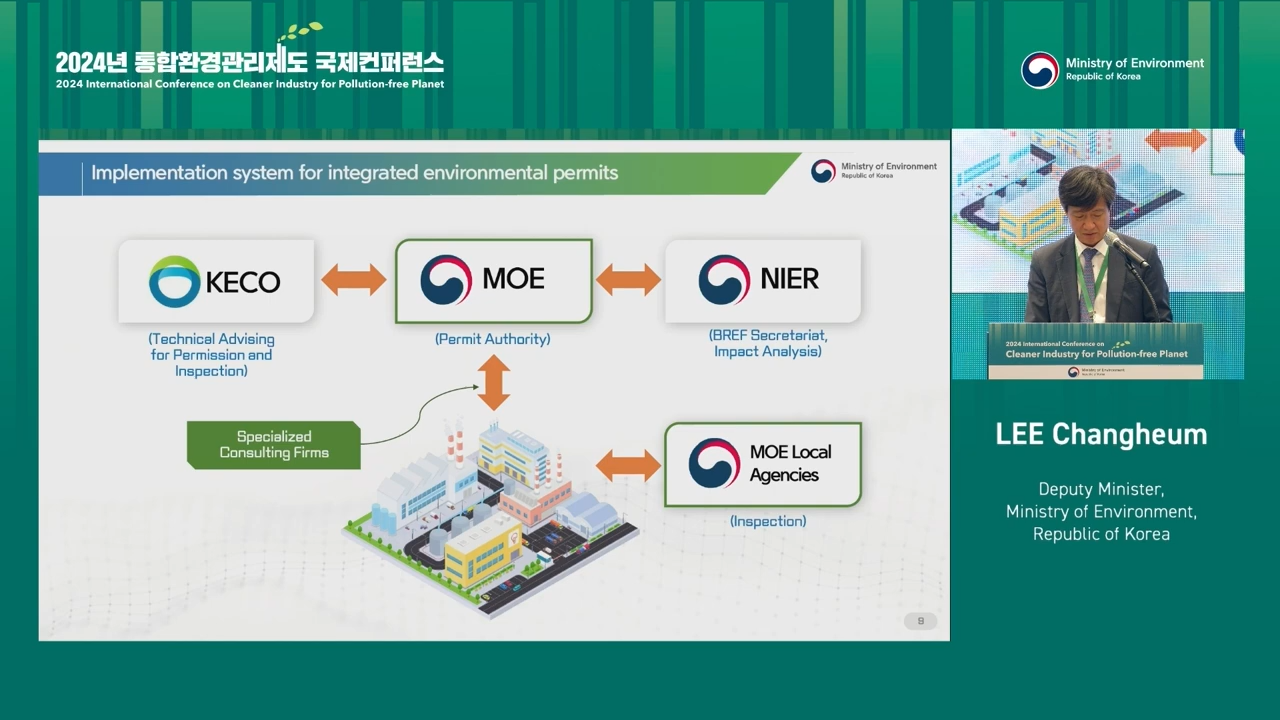 2024년 통합환경관리제도 국제컨퍼런스
2024 International Conference on Cleaner Industry for Pollution-free Planet
Ministry of Environment
Republic of Korea
Implementation system for integrated environmental permits
Ministry of Environment
Republic of Korea
KECO
MOE
NIER
(Technical Advising
for Permission and
Inspection)
(Permit Authority)
(BREF Secretariat,
Impact Analysis)
Specialized
Consulting Firms
MOE Local
Agencies
(Inspection)
8
2024 International Conference on
Cleaner Industry for Pollution-free Planet
Ministry of Environment
LEE Changheum
Deputy Minister,
Ministry of Environment,
Republic of Korea